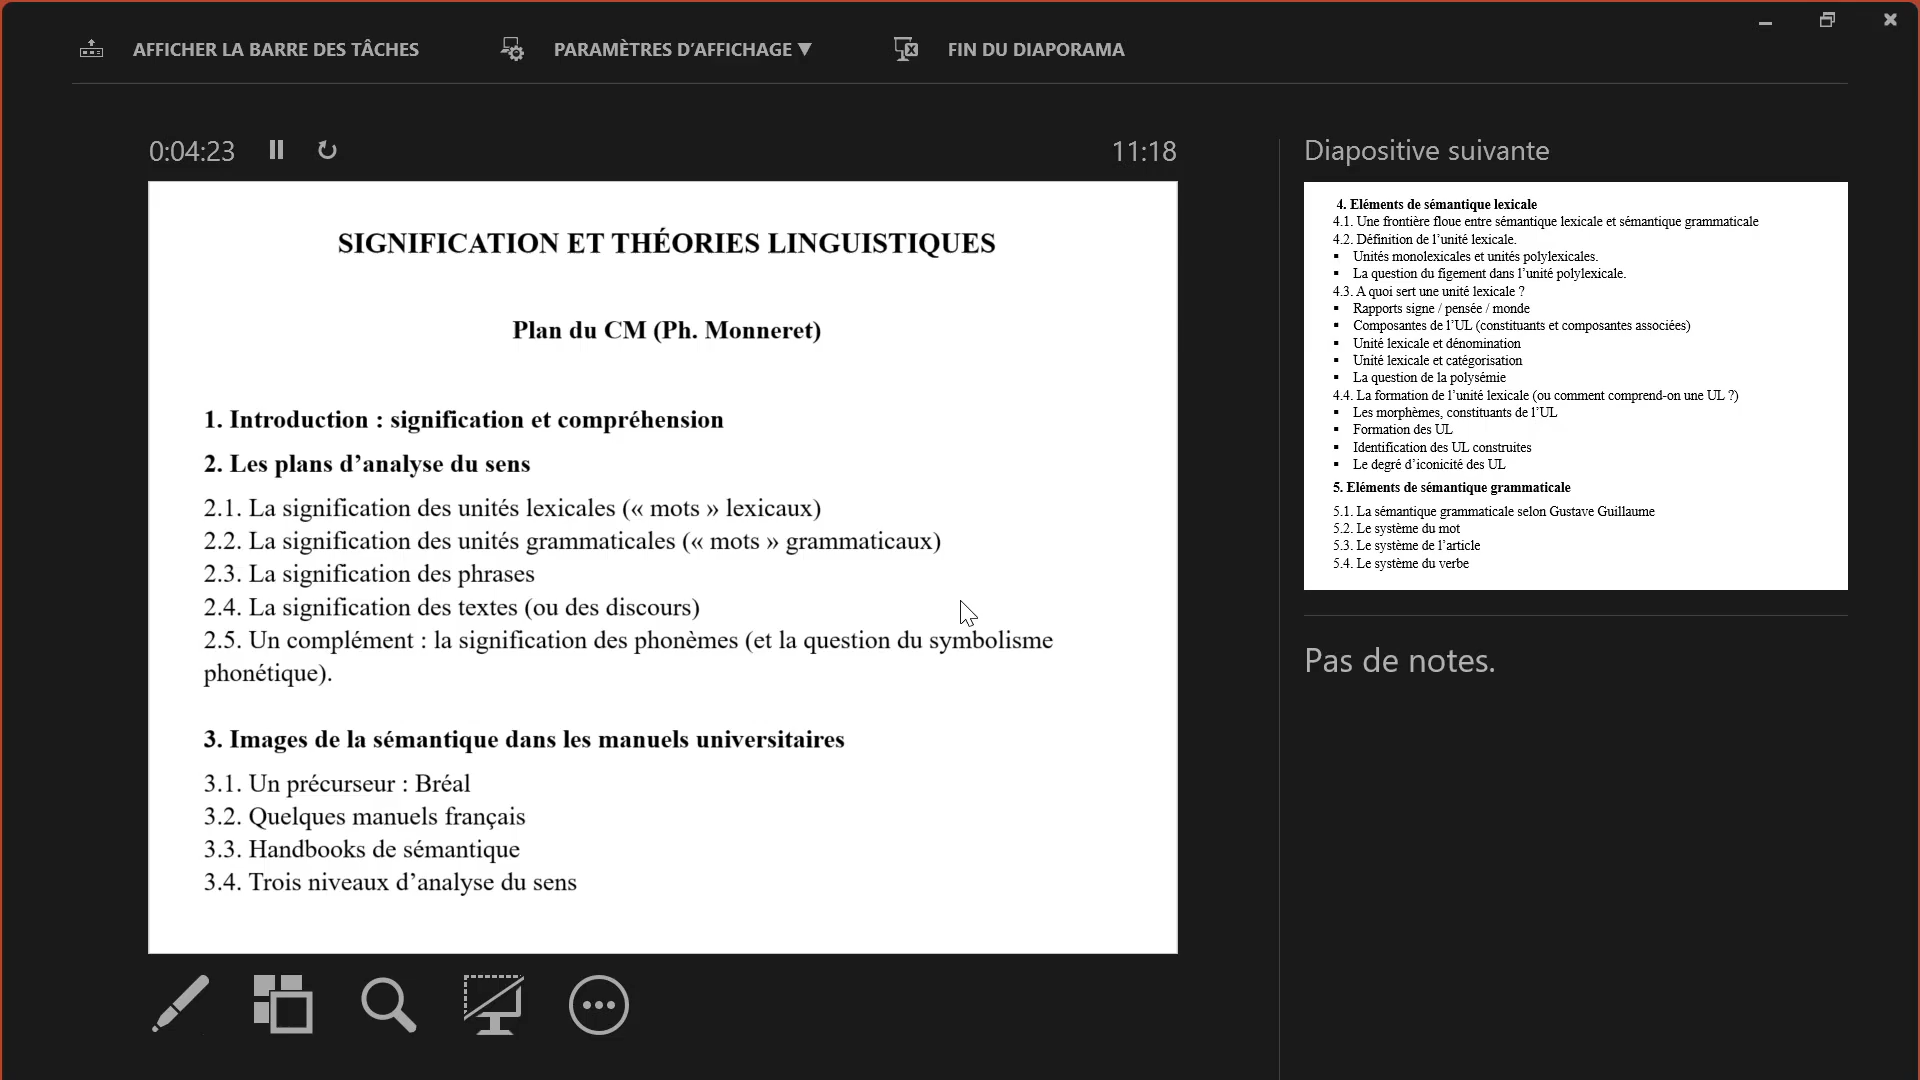 AFFICHER LA BARRE DES TÂCHES
PARAMÈTRES D'AFFICHAGE ▼
FIN DU DIAPORAMA
0:04:23
11:18
SIGNIFICATION ET THÉORIES LINGUISTIQUES
Plan du CM (Ph. Monneret)
1. Introduction : signification et compréhension
2. Les plans d’analyse du sens
2.1. La signification des unités lexicales (« mots » lexicaux)
2.2. La signification des unités grammaticales (« mots » grammaticaux)
2.3. La signification des phrases
2.4. La signification des textes (ou des discours)
2.5. Un complément : la signification des phonèmes (et la question du symbolisme
phonétique).
3. Images de la sémantique dans les manuels universitaires
3.1. Un précurseur : Bréal
3.2. Quelques manuels français
3.3. Handbooks de sémantique
3.4. Trois niveaux d’analyse du sens
Diapositive suivante
4. Eléments de sémantique lexicale
4.1. Une frontière floue entre sémantique lexicale et sémantique grammaticale
4.2. Définition de l’unité lexicale.
▪ Unités monolexicales et unités polylexicales.
▪ La question du figement dans l’unité polylexicale.
4.3. A quoi sert une unité lexicale ?
▪ Rapports signe / pensée / monde
▪ Composantes de l’UL (constituants et composantes associées)
▪ Unité lexicale et dénomination
▪ Unité lexicale et catégorisation
▪ La question de la polysémie
4.4. La formation de l’unité lexicale (ou comment comprend-on une UL ?)
▪ Les morphèmes, constituants de l’UL
▪ Formation des UL
▪ Identification des UL construites
▪ Le degré d’iconicité des UL
5. Eléments de sémantique grammaticale
5.1. La sémantique grammaticale selon Gustave Guillaume
5.2. Le système du mot
5.3. Le système de l’article
5.4. Le système du verbe
Pas de notes.